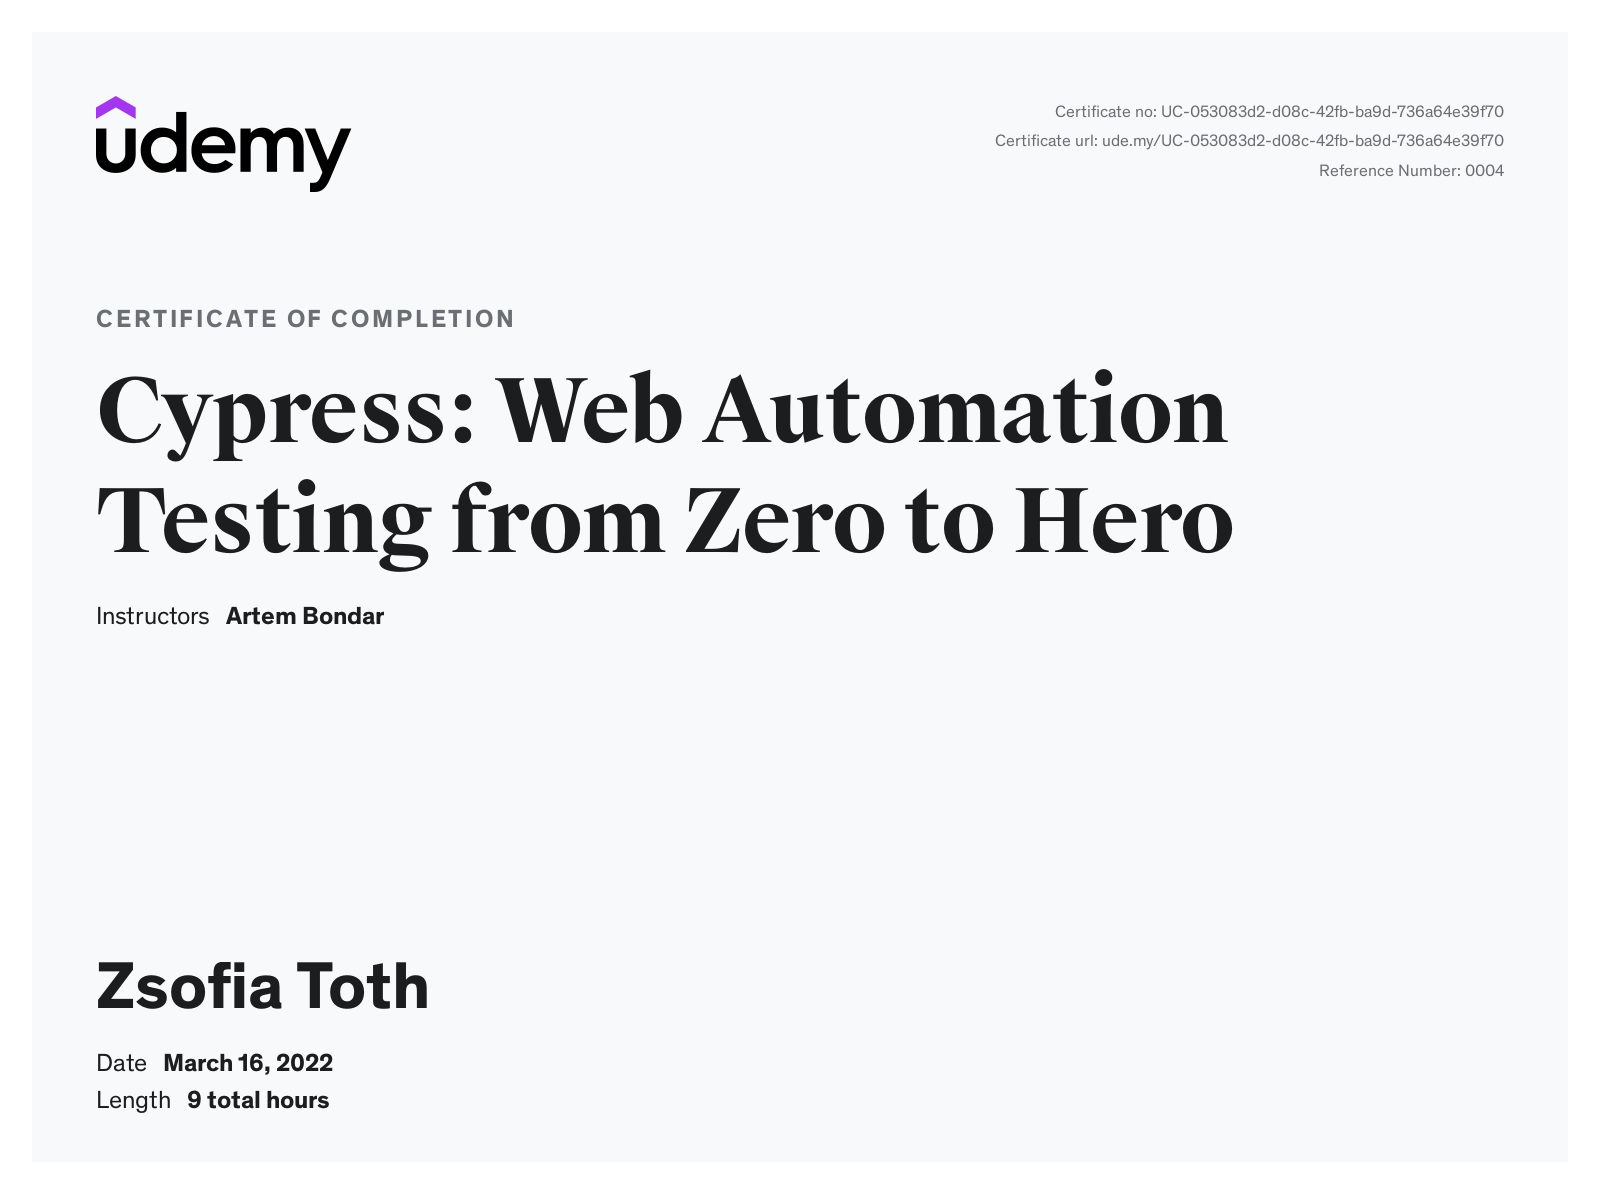 udemy
Certificate no: UC-053083d2-d08c-42fb-ba9d-736a64e39f70
Certificate url: ude.my/UC-053083d2-d08c-42fb-ba9d-736a64e39f70
Reference Number: 0004
CERTIFICATE OF COMPLETION
Cypress: Web Automation
Testing from Zero to Hero
Instructors Artem Bondar
Zsofia Toth
Date March 16, 2022
Length 9 total hours